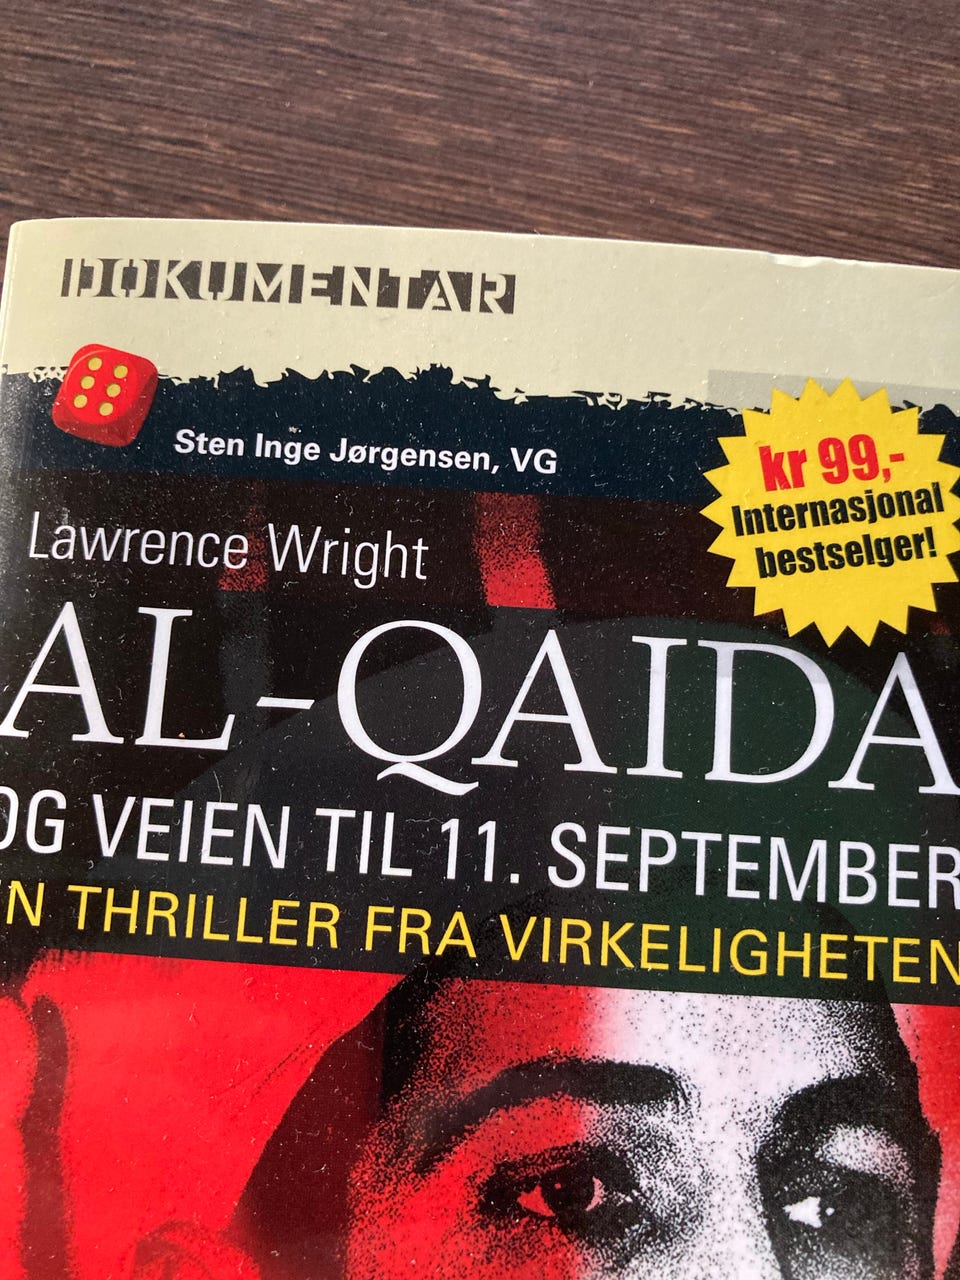 DOKUMENTAR
Sten Inge Jørgensen, VG
kr 99,-
Internasjonal
bestselger!
Lawrence Wright
AL-QAIDA
OG VEIEN TIL 11. SEPTEMBER
EN THRILLER FRA VIRKELIGHETEN